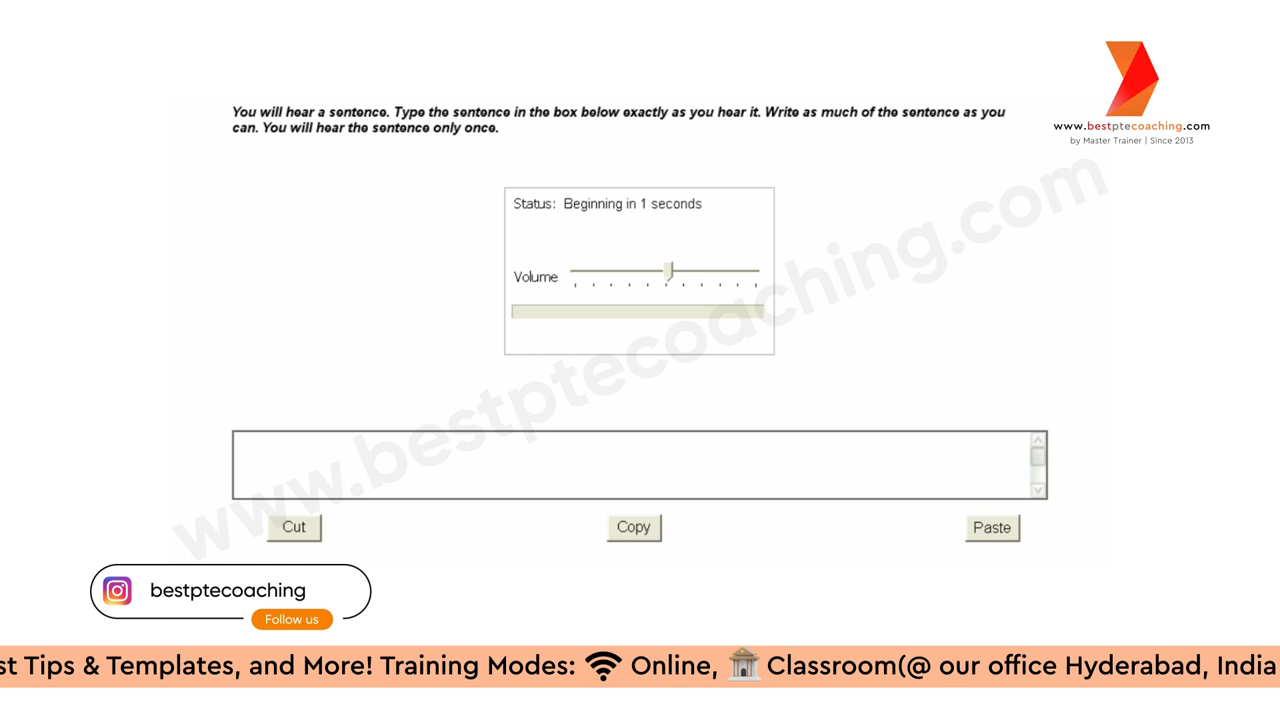 You will hear a sentence. Type the sentence in the box below exactly as you hear it. Write as much of the sentence as you
can. You will hear the sentence only once.
www.bestptecoaching.com
by Master Trainer | Since 2013
Status: Beginning in 1 seconds
Volume
www.bestptecoaching.com
Cut Copy Paste
bestptecoaching
Follow us
Tips & Templates, and More! Training Modes: Online, Classroom(@ our office Hyderabad, India